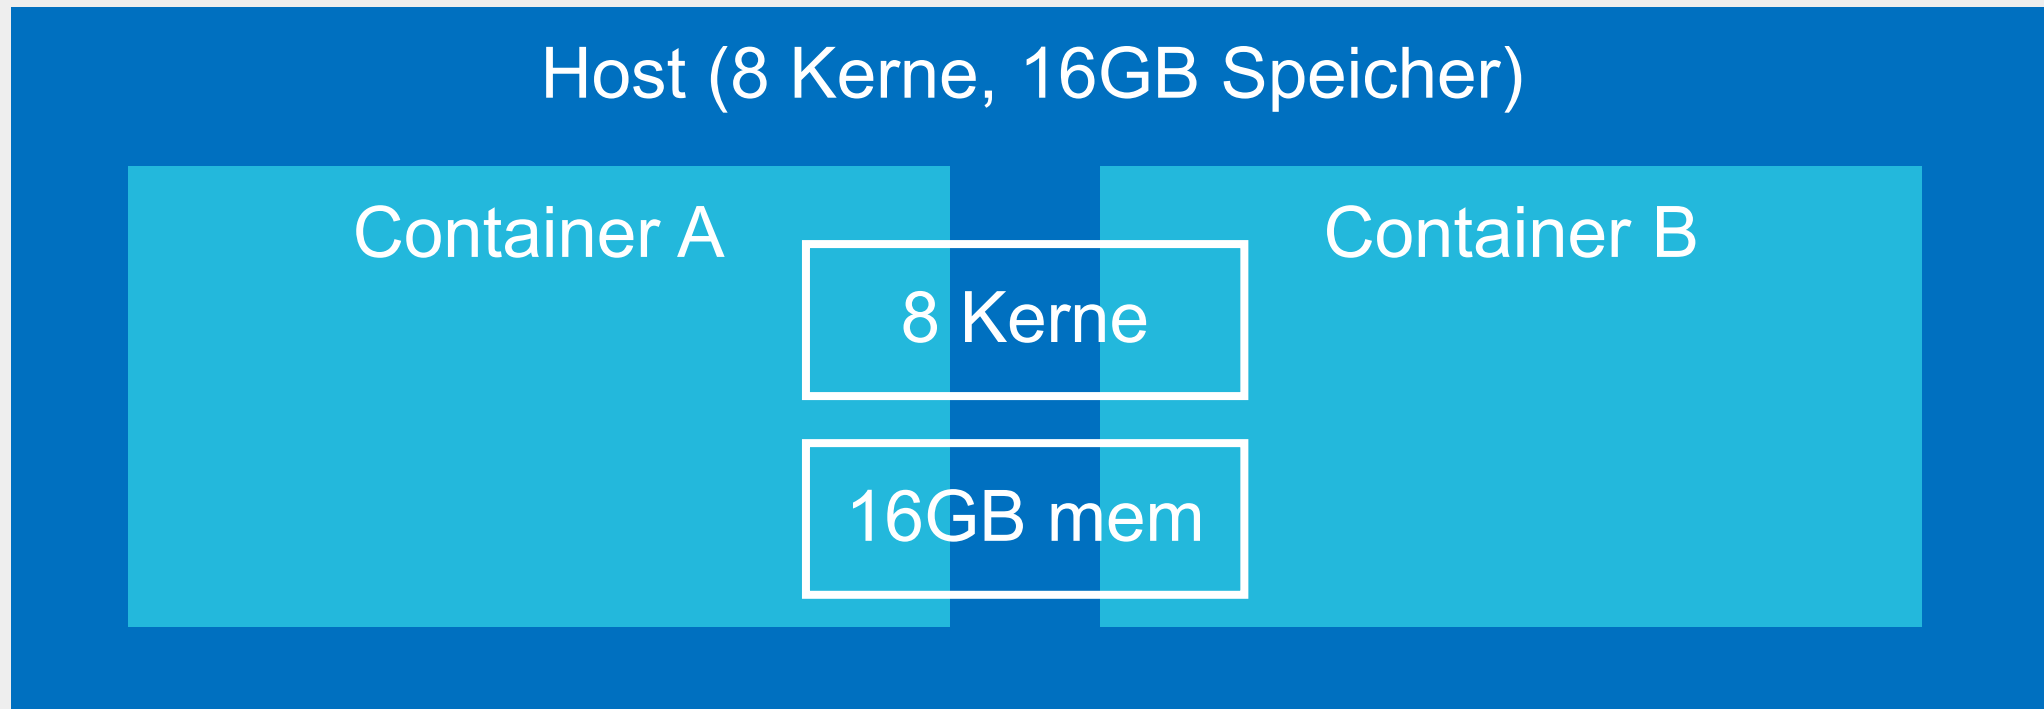 Host (8 Kerne, 16GB Speicher)
Container A
Container B
8 Kerne
16GB mem